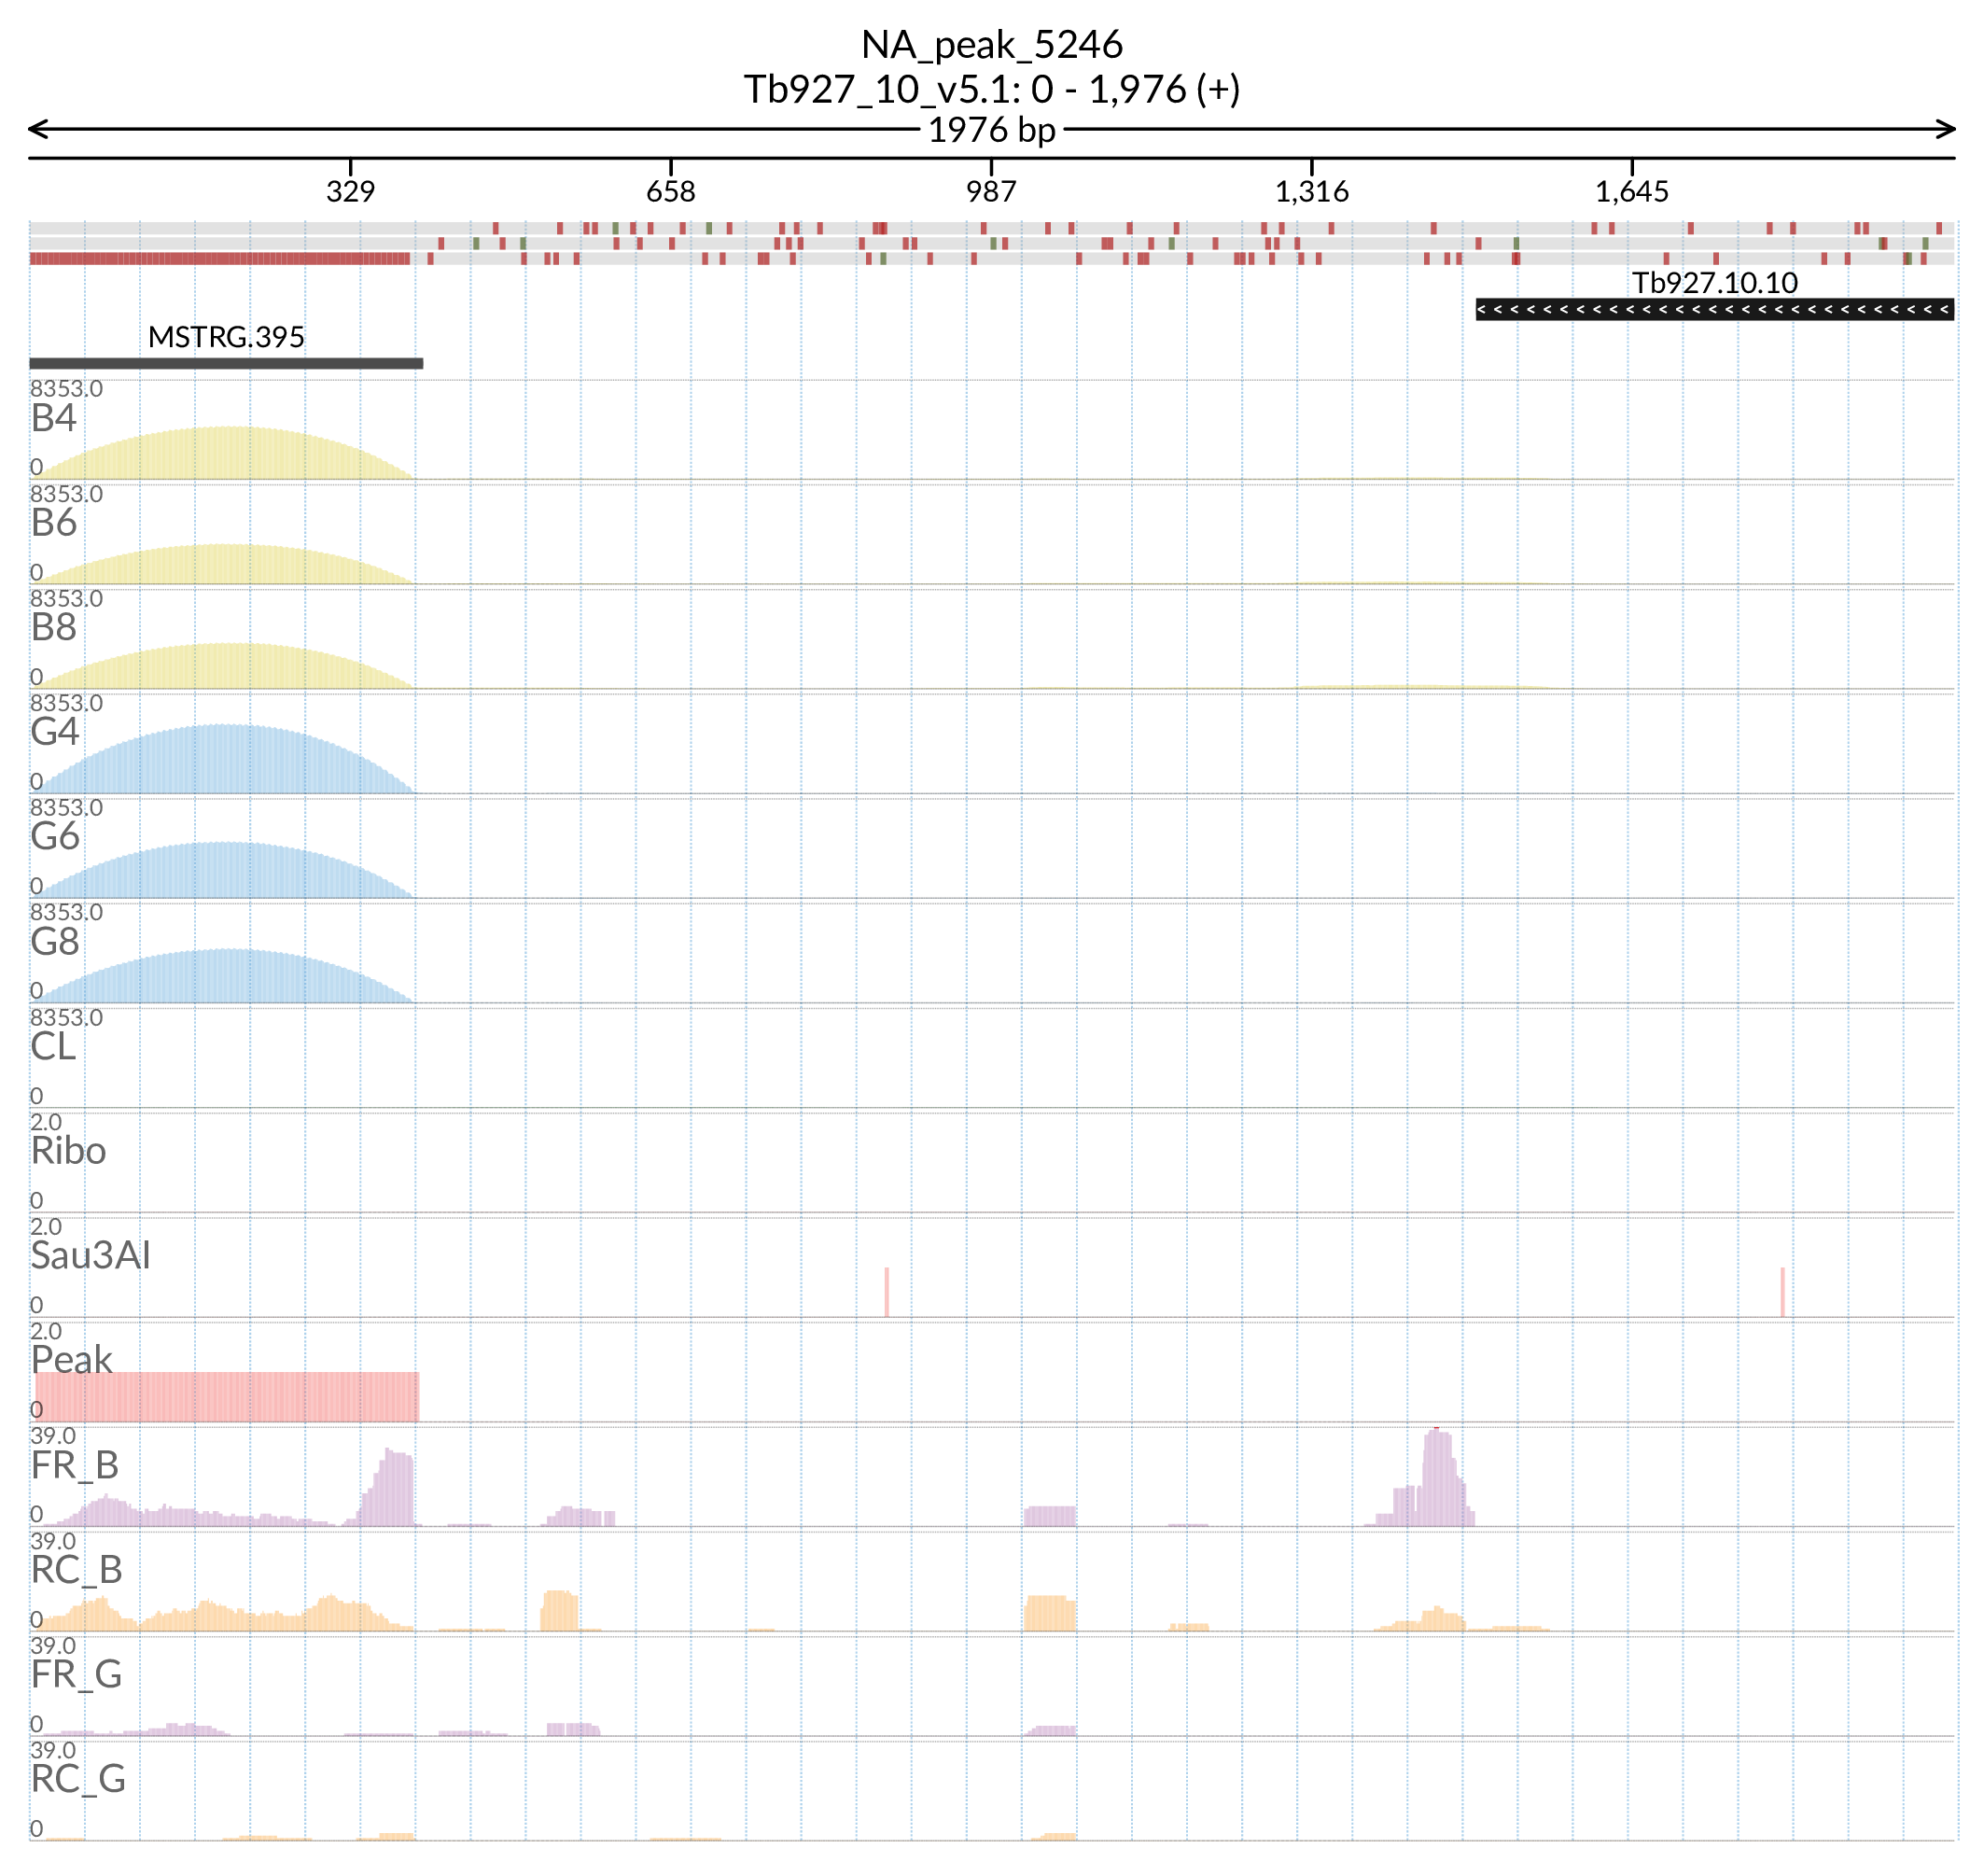 NA_peak_5246
Tb927_10_v5.1: 0 - 1,976 (+)
1976 bp
329 658 987 1,316 1,645
Tb927.10.10
MSTRG.395
8353.0
B4
0
8353.0
B6
0
8353.0
B8
0
8353.0
G4
0
8353.0
G6
0
8353.0
G8
0
8353.0
CL
0
2.0
Ribo
0
2.0
Sau3AI
0
2.0
Peak
0
39.0
FR_B
0
39.0
RC_B
0
39.0
FR_G
0
39.0
RC_G
0